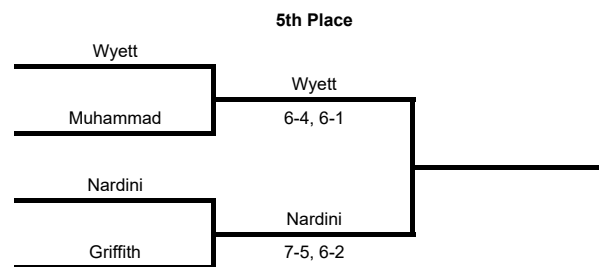 5th Place
Wyett
Wyett
Muhammad
6-4, 6-1
Nardini
Nardini
Griffith
7-5, 6-2